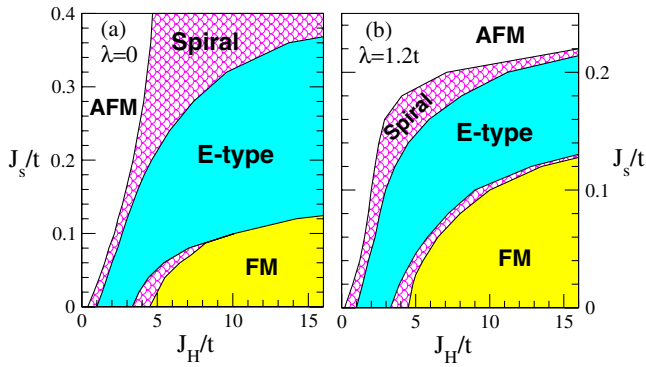 (a)
λ=0
Spiral
AFM
E-type
FM
J_s/t
0.4
0.3
0.2
0.1
0
0 5 10 15
J_H/t
(b)
λ=1.2t
AFM
Spiral
E-type
FM
0.2
0.1
0
J_s/t
0 5 10 15
J_H/t